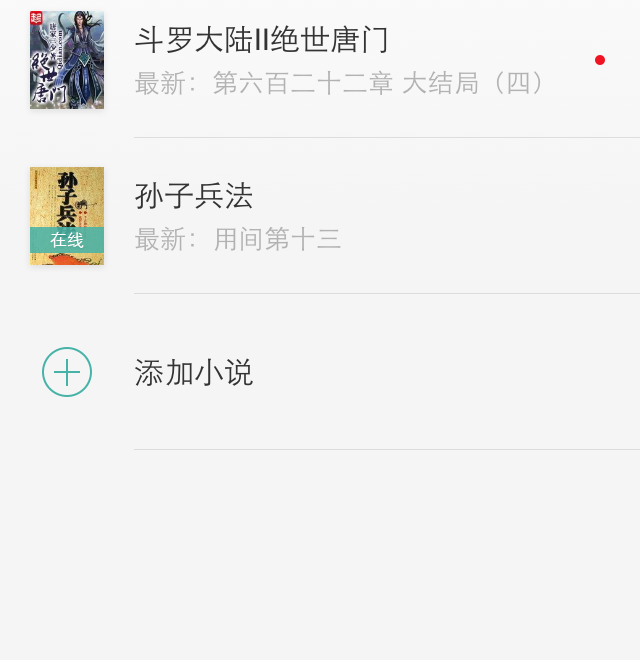 斗罗大陆II绝世唐门
最新：第六百二十二章 大结局（四）
孙子兵法
在线
最新：用间第十三
添加小说